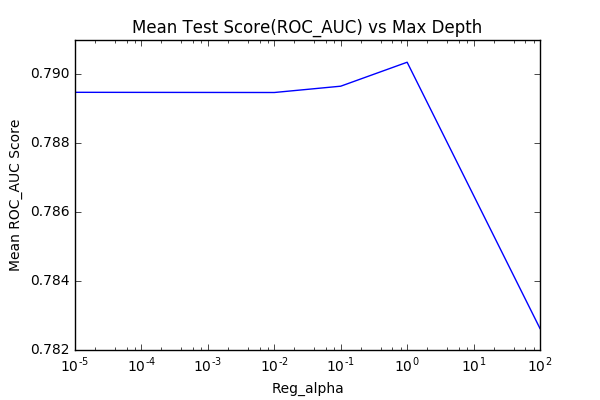 Mean Test Score(ROC_AUC) vs Max Depth
Mean ROC_AUC Score
0.790
0.788
0.786
0.784
0.782
10^-5 10^-4 10^-3 10^-2 10^-1 10^0 10^1 10^2
Reg_alpha